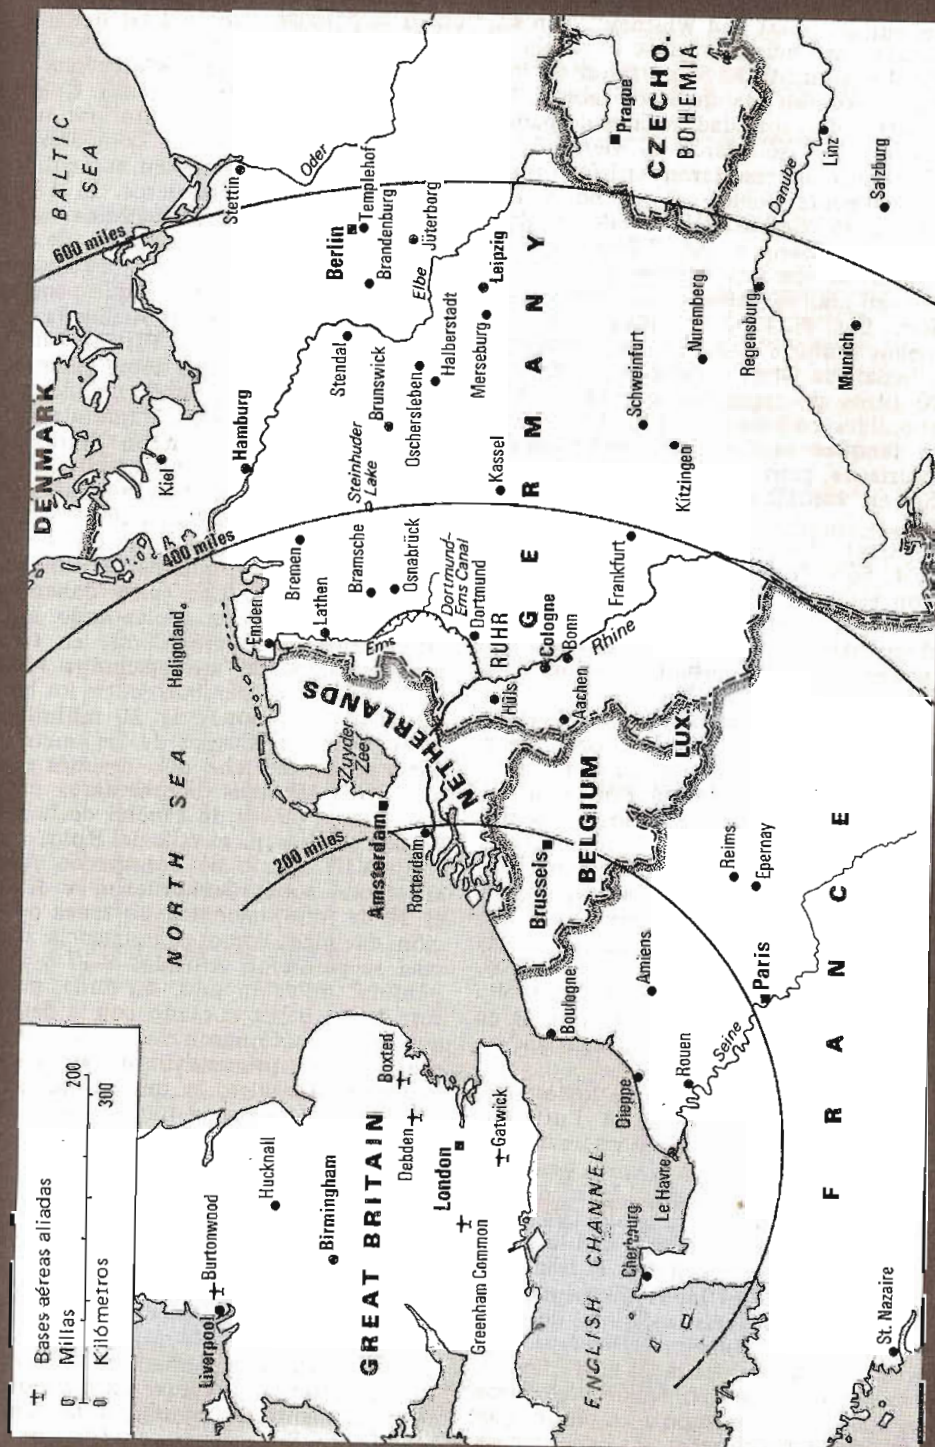 Bases aéreas aliadas
Millas
0 200
Kilómetros
0 300
Liverpool
Burtonwood
Hucknall
Birmingham
GREAT BRITAIN
Debden
Boxted
London
Greenham Common
Gatwick
ENGLISH CHANNEL
NORTH SEA
Heligoland
BALTIC
SEA
200 miles
400 miles
600 miles
DENMARK
Kiel
Hamburg
Stettin
Oder
Emden
Bremen
Lathen
Ems
Bramsche
Osnabrück
Steinhuder
Lake
Stendal
Brunswick
Oschersleben
Halberstadt
Berlin
Templehof
Brandenburg
Jüterborg
Elbe
Leipzig
Merseburg
Kassel
Dortmund-
Ems Canal
Dortmund
RUHR
Hüls
Cologne
Bonn
Aachen
Rhine
Frankfurt
GERMANY
Schweinfurt
Kitzingen
Nuremberg
Regensburg
Munich
Danube
Linz
Salzburg
Prague
CZECHO.
BOHEMIA
NETHERLANDS
Zuyder
Zee
Amsterdam
Rotterdam
Brussels
BELGIUM
LUX.
Boulogne
Amiens
Dieppe
Rouen
Seine
Le Havre
Cherbourg
Paris
Reims
Epernay
FRANCE
St. Nazaire